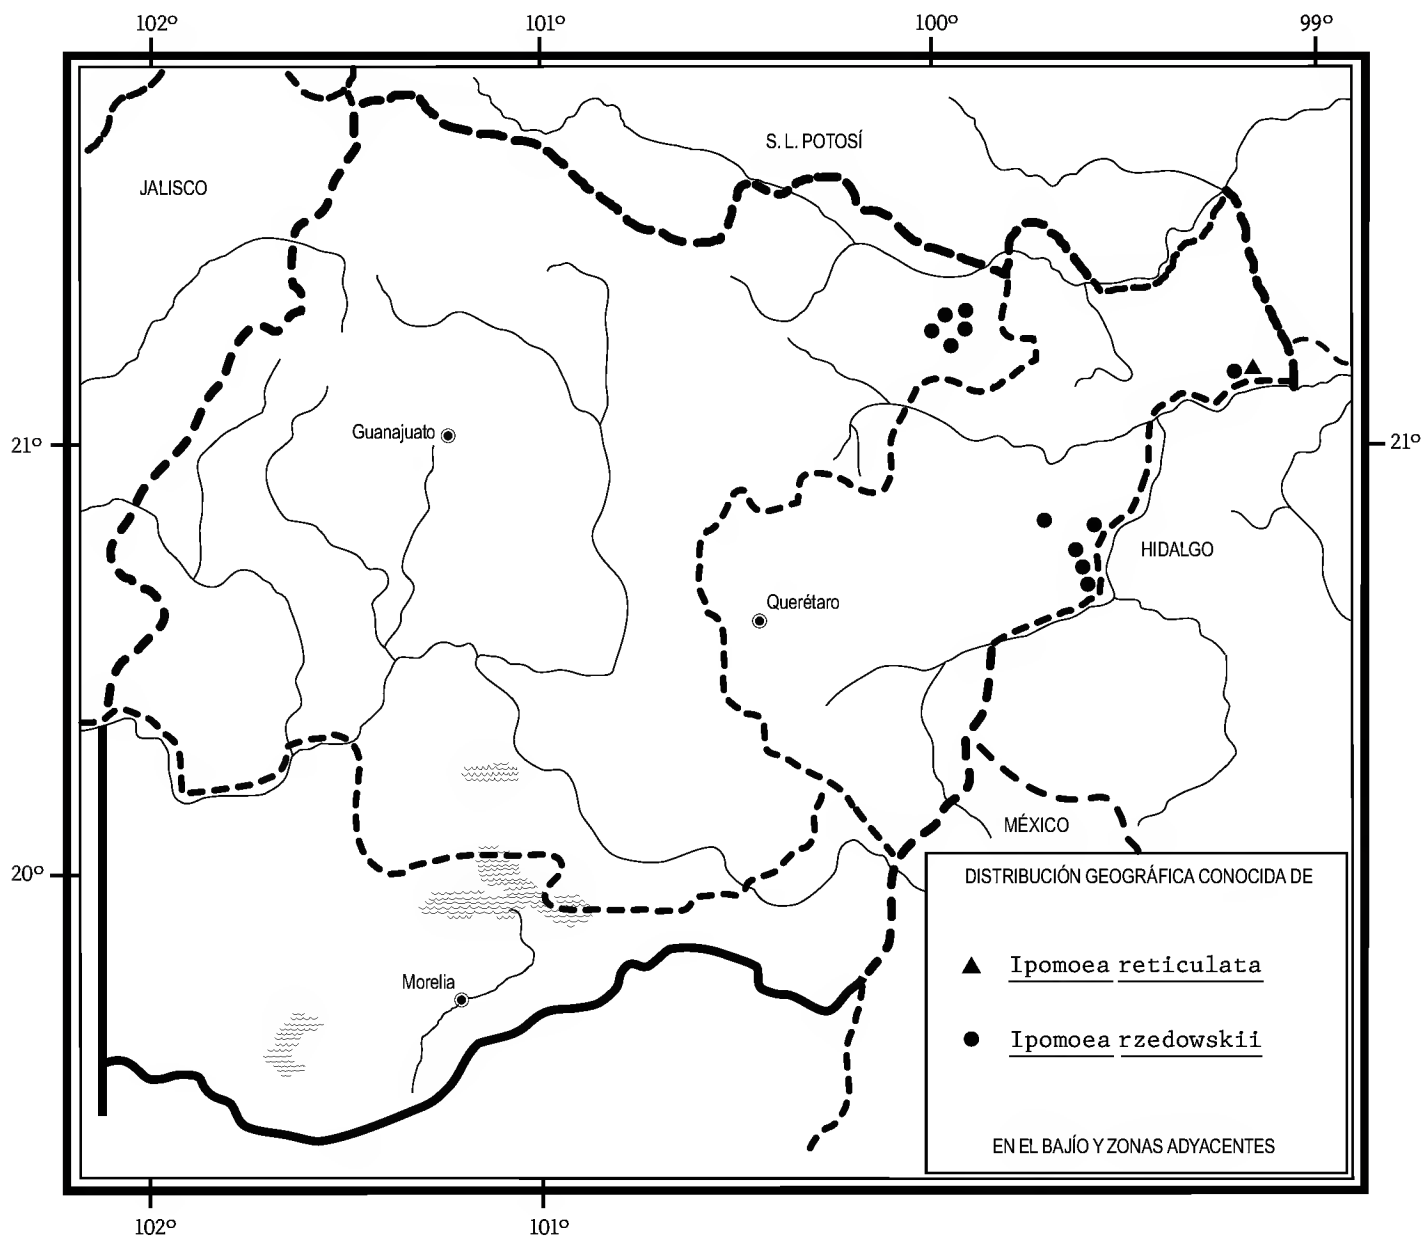 102º 101º 100º 99º
S. L. POTOSÍ
JALISCO
Guanajuato
21º 21º
HIDALGO
Querétaro
MÉXICO
20º
DISTRIBUCIÓN GEOGRÁFICA CONOCIDA DE
Ipomoea reticulata
Morelia
Ipomoea rzedowskii
EN EL BAJÍO Y ZONAS ADYACENTES
102º 101º